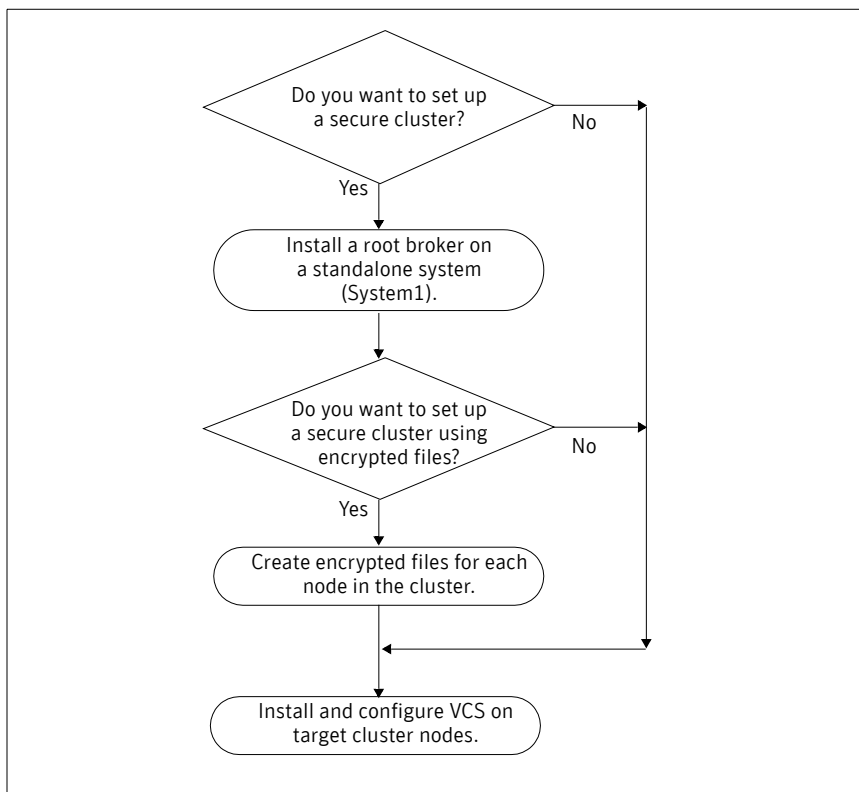 Do you want to set up
a secure cluster?
No
Yes
Install a root broker on
a standalone system
(System1).
Do you want to set up
a secure cluster using
encrypted files?
No
Yes
Create encrypted files for each
node in the cluster.
Install and configure VCS on
target cluster nodes.